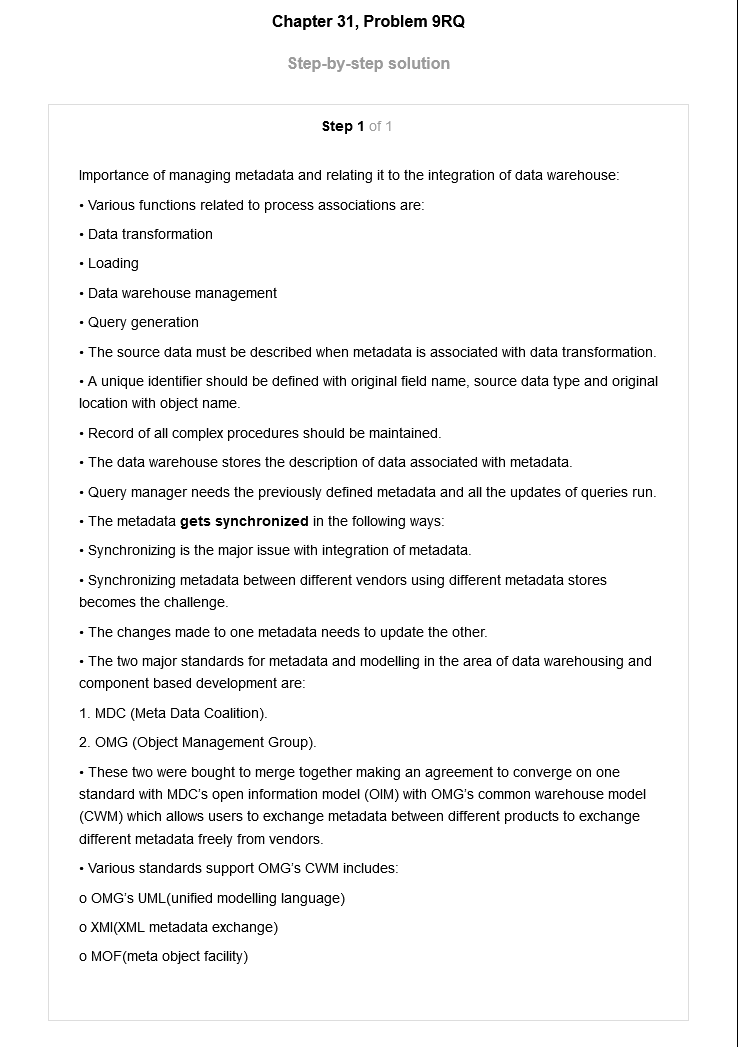 Chapter 31, Problem 9RQ
Step-by-step solution
Step 1 of 1
Importance of managing metadata and relating it to the integration of data warehouse:
• Various functions related to process associations are:
• Data transformation
• Loading
• Data warehouse management
• Query generation
• The source data must be described when metadata is associated with data transformation.
• A unique identifier should be defined with original field name, source data type and original
location with object name.
• Record of all complex procedures should be maintained.
• The data warehouse stores the description of data associated with metadata.
• Query manager needs the previously defined metadata and all the updates of queries run.
• The metadata gets synchronized in the following ways:
• Synchronizing is the major issue with integration of metadata.
• Synchronizing metadata between different vendors using different metadata stores
becomes the challenge.
• The changes made to one metadata needs to update the other.
• The two major standards for metadata and modelling in the area of data warehousing and
component based development are:
1. MDC (Meta Data Coalition).
2. OMG (Object Management Group).
• These two were bought to merge together making an agreement to converge on one
standard with MDC's open information model (OIM) with OMG's common warehouse model
(CWM) which allows users to exchange metadata between different products to exchange
different metadata freely from vendors.
• Various standards support OMG's CWM includes:
o OMG's UML(unified modelling language)
o XMI(XML metadata exchange)
o MOF(meta object facility)